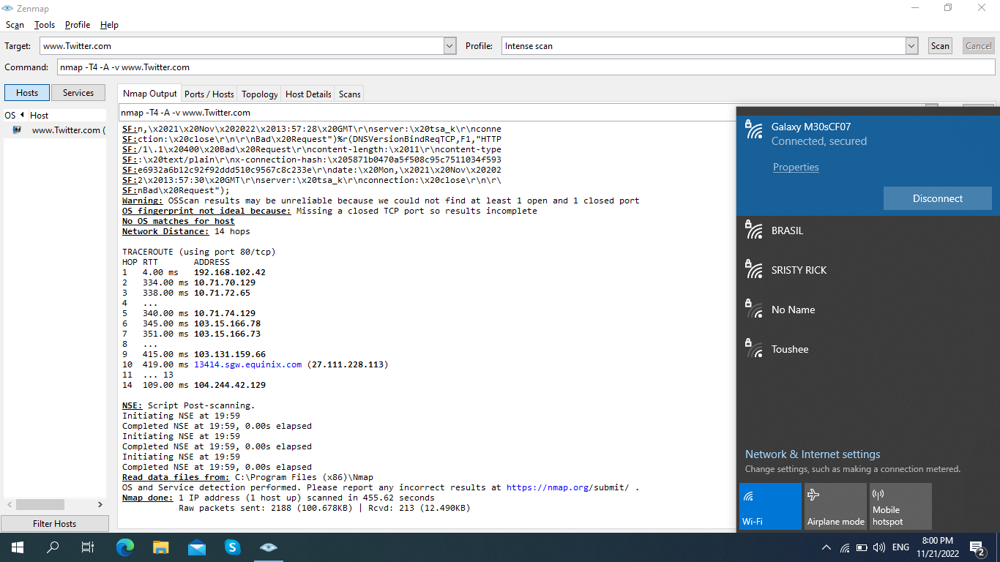 Zenmap
Scan Tools Profile Help
Target: www.Twitter.com Profile: Intense scan Scan Cancel
Command: nmap -T4 -A -v www.Twitter.com
Hosts Services
OS Host
www.Twitter.com (
Filter Hosts
Nmap Output Ports / Hosts Topology Host Details Scans
nmap -T4 -A -v www.Twitter.com
SF:n,\x2021\x20Nov\x202022\x2013:57:28\x20GMT\r\nserver:\x20tsa_k\r\nconne
SF:ction:\x20close\r\n\r\nBad\x20Request")%r(DNSVersionBindReqTCP,F1,"HTTP
SF:/1\.1\x20400\x20Bad\x20Request\r\ncontent-length:\x2011\r\ncontent-type
SF::\x20text/plain\r\nx-connection-hash:\x205871b0470a5f508c95c7511034f593
SF:e6932a6b12c92f92ddd510c9567c8c233e\r\ndate:\x20Mon,\x2021\x20Nov\x20202
SF:2\x2013:57:30\x20GMT\r\nserver:\x20tsa_k\r\nconnection:\x20close\r\n\r\
SF:nBad\x20Request");
Warning: OSScan results may be unreliable because we could not find at least 1 open and 1 closed port
OS fingerprint not ideal because: Missing a closed TCP port so results incomplete
No OS matches for host
Network Distance: 14 hops
TRACEROUTE (using port 80/tcp)
HOP RTT ADDRESS
1 4.00 ms 192.168.102.42
2 334.00 ms 10.71.70.129
3 338.00 ms 10.71.72.65
4 ...
5 340.00 ms 10.71.74.129
6 345.00 ms 103.15.166.78
7 351.00 ms 103.15.166.73
8 ...
9 415.00 ms 103.131.159.66
10 419.00 ms 13414.sgw.equinix.com (27.111.228.113)
11 ... 13
14 109.00 ms 104.244.42.129
NSE: Script Post-scanning.
Initiating NSE at 19:59
Completed NSE at 19:59, 0.00s elapsed
Initiating NSE at 19:59
Completed NSE at 19:59, 0.00s elapsed
Initiating NSE at 19:59
Completed NSE at 19:59, 0.00s elapsed
Read data files from: C:\Program Files (x86)\Nmap
OS and Service detection performed. Please report any incorrect results at https://nmap.org/submit/ .
Nmap done: 1 IP address (1 host up) scanned in 455.62 seconds
Raw packets sent: 2188 (100.678KB) | Rcvd: 213 (12.490KB)
Galaxy M30sCF07
Connected, secured
Properties
Disconnect
BRASIL
SRISTY RICK
No Name
Toushee
Network & Internet settings
Change settings, such as making a connection metered.
Wi-Fi
Airplane mode
Mobile
hotspot
ENG
8:00 PM
11/21/2022
2